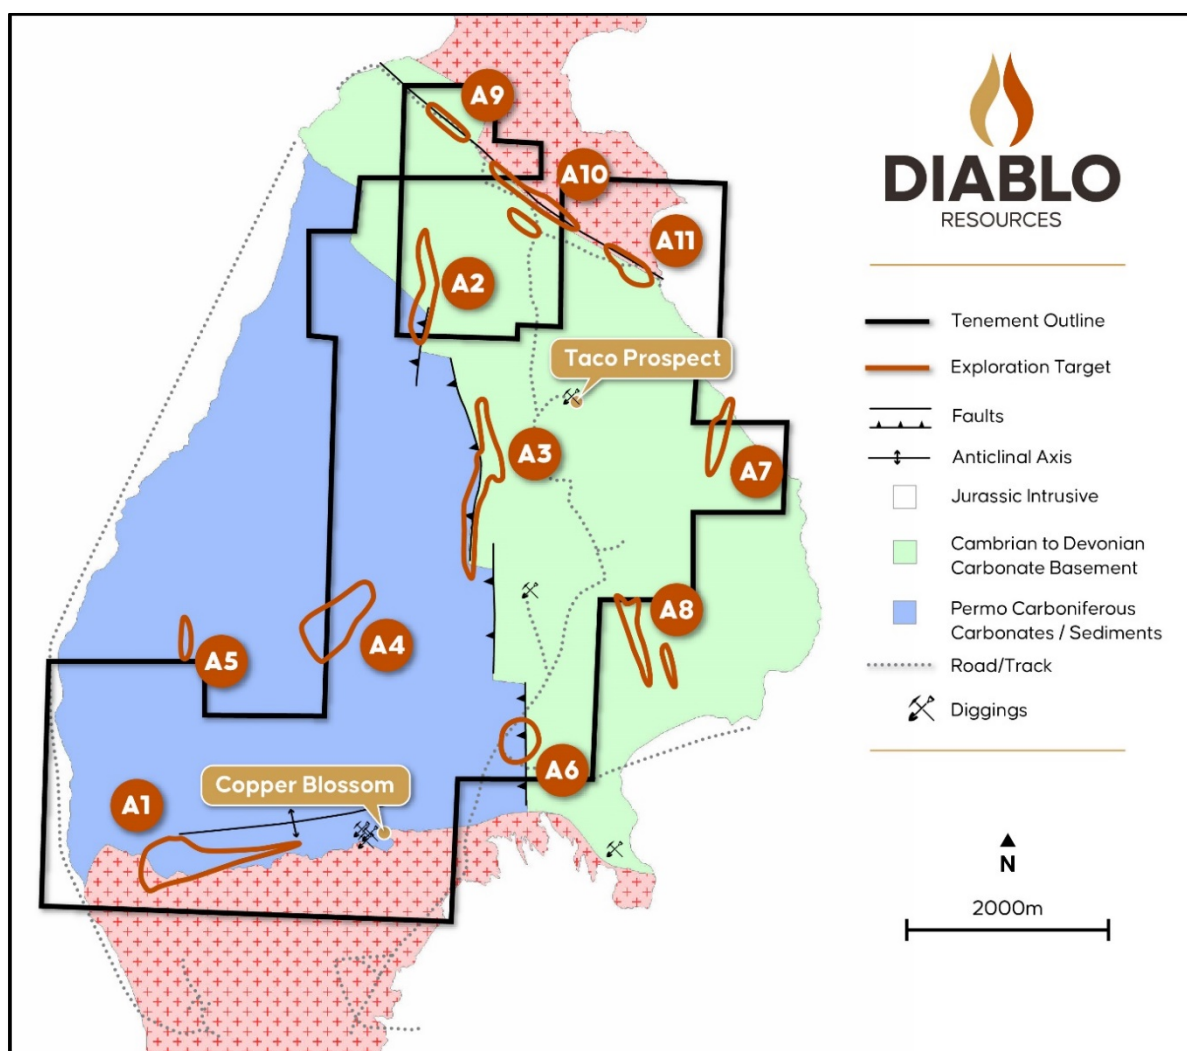 A9
A10
A11
A2
Taco Prospect
A3
A7
A8
A4
A5
A6
Copper Blossom
A1
DIABLO
RESOURCES
Tenement Outline
Exploration Target
Faults
Anticlinal Axis
Jurassic Intrusive
Cambrian to Devonian
Carbonate Basement
Permo Carboniferous
Carbonates / Sediments
Road/Track
Diggings
N
2000m